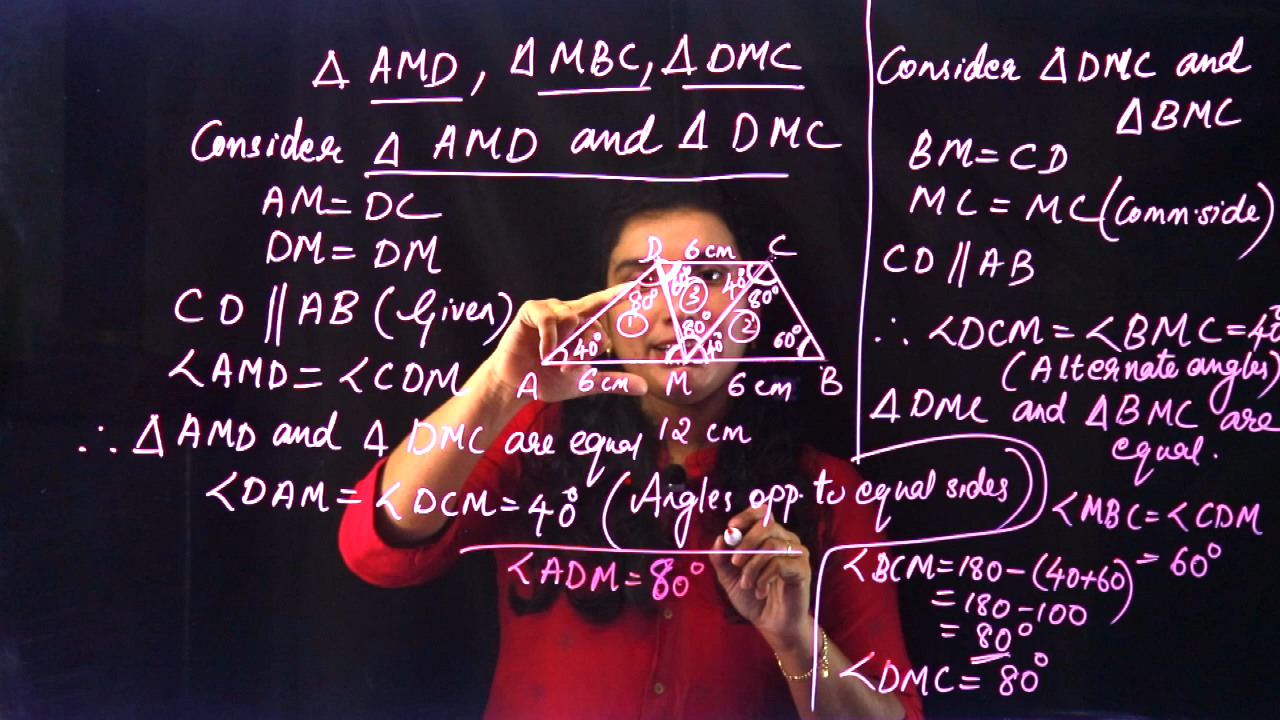 Δ AMD, Δ MBC, Δ DMC
Consider Δ AMD and Δ DMC
AM = DC
DM = DM
CD || AB (Given)
<AMD = <CDM
∴ Δ AMD and Δ DMC are equal
<DAM = <DCM = 40° (Angles opp. to equal sides)
<ADM = 80°
D 6 cm C
60° 40°
80° 3 80°
1 80° 2
40° 40° 60°
A 6 cm M 6 cm B
12 cm
Consider Δ DMC and
Δ BMC
BM = CD
MC = MC (Comm. side)
CD || AB
∴ <DCM = <BMC = 40°
(Alternate angles)
Δ DMC and Δ BMC are
equal.
<MBC = <CDM
= 60°
<BCM = 180 - (40+60)
= 180 - 100
= 80°
<DMC = 80°